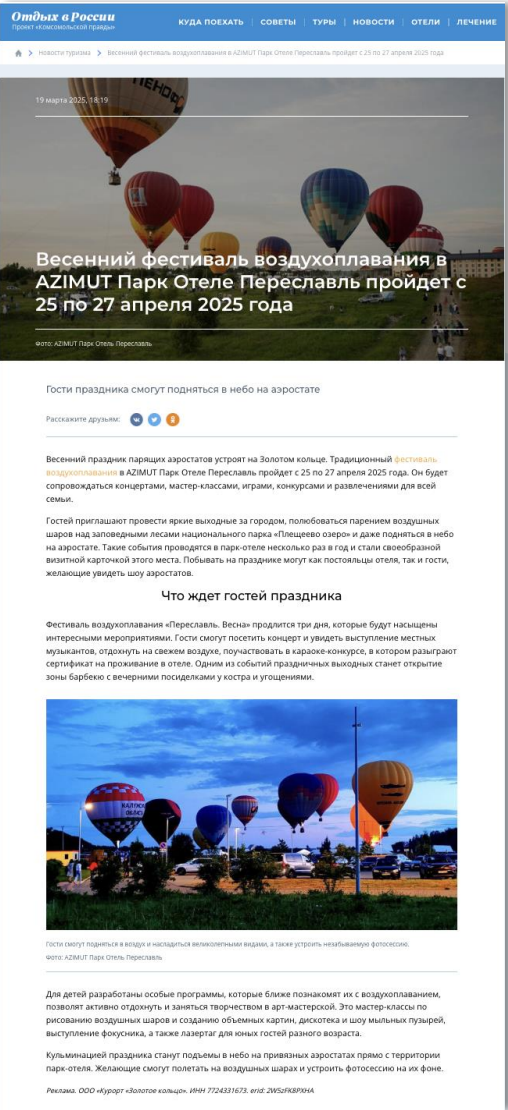 Отдых в России
Проект «Комсомольской правды»
КУДА ПОЕХАТЬ
СОВЕТЫ
ТУРЫ
НОВОСТИ
ОТЕЛИ
ЛЕЧЕНИЕ
Новости туризма
Весенний фестиваль воздухоплавания в AZIMUT Парк Отеле Переславль пройдет с 25 по 27 апреля 2025 года
19 марта 2025, 18:19
Весенний фестиваль воздухоплавания в
AZIMUT Парк Отеле Переславль пройдет с
25 по 27 апреля 2025 года
Фото: AZIMUT Парк Отель Переславль
Гости праздника смогут подняться в небо на аэростате
Расскажите друзьям:
Весенний праздник парящих аэростатов устроят на Золотом кольце. Традиционный фестиваль
воздухоплавания в AZIMUT Парк Отеле Переславль пройдет с 25 по 27 апреля 2025 года. Он будет
сопровождаться концертами, мастер-классами, играми, конкурсами и развлечениями для всей
семьи.
Гостей приглашают провести яркие выходные за городом, полюбоваться парением воздушных
шаров над заповедными лесами национального парка «Плещеево озеро» и даже подняться в небо
на аэростате. Такие события проводятся в парк-отеле несколько раз в год и стали своеобразной
визитной карточкой этого места. Побывать на празднике могут как постояльцы отеля, так и гости,
желающие увидеть шоу аэростатов.
Что ждет гостей праздника
Фестиваль воздухоплавания «Переславль. Весна» продлится три дня, которые будут насыщены
интересными мероприятиями. Гости смогут посетить концерт и увидеть выступление местных
музыкантов, отдохнуть на свежем воздухе, поучаствовать в караоке-конкурсе, в котором разыграют
сертификат на проживание в отеле. Одним из событий праздничных выходных станет открытие
зоны барбекю с вечерними посиделками у костра и угощениями.
КАЛУЖСКАЯ
ОБЛАСТЬ
Гости смогут подняться в воздух и насладиться великолепными видами, а также устроить незабываемую фотосессию.
Фото: AZIMUT Парк Отель Переславль
Для детей разработаны особые программы, которые ближе познакомят их с воздухоплаванием,
позволят активно отдохнуть и заняться творчеством в арт-мастерской. Это мастер-классы по
рисованию воздушных шаров и созданию объемных картин, дискотека и шоу мыльных пузырей,
выступление фокусника, а также лазертаг для юных гостей разного возраста.
Кульминацией праздника станут подъемы в небо на привязных аэростатах прямо с территории
парк-отеля. Желающие смогут полетать на воздушных шарах и устроить фотосессию на их фоне.
Реклама. ООО «Курорт «Золотое кольцо». ИНН 7724331673. erid: 2W5zFK8PXHA